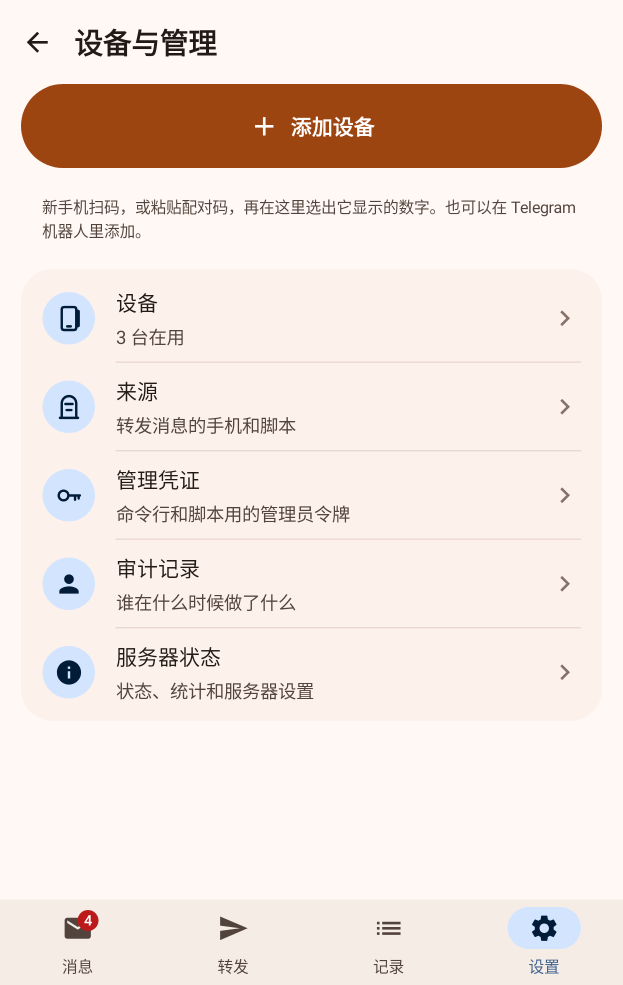 设备与管理
添加设备
新手机扫码，或粘贴配对码，再在这里选出它显示的数字。也可以在 Telegram
机器人里添加。
设备
3 台在用
来源
转发消息的手机和脚本
管理凭证
命令行和脚本用的管理员令牌
审计记录
谁在什么时候做了什么
服务器状态
状态、统计和服务器设置
4
消息
转发
记录
设置